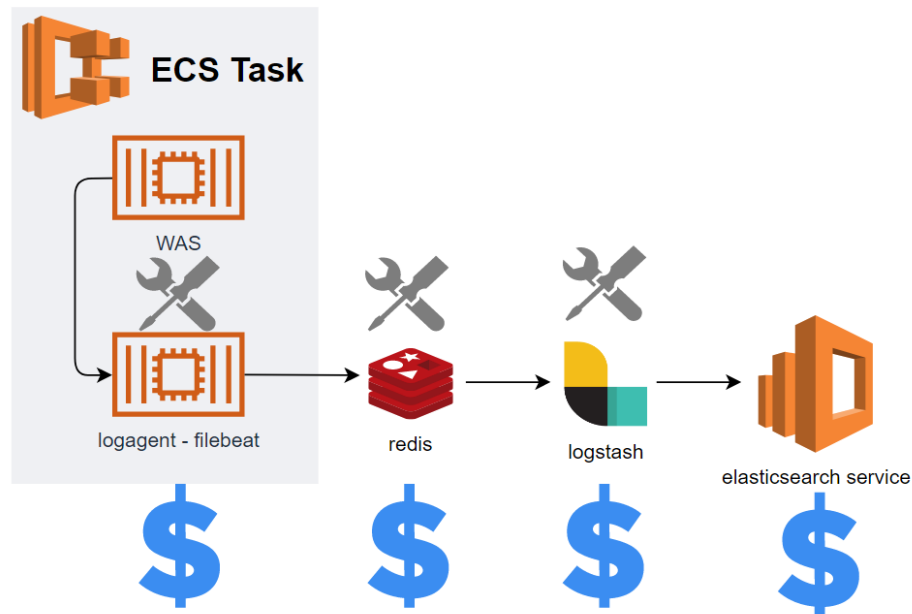 ECS Task
WAS
logagent - filebeat
redis
logstash
elasticsearch service